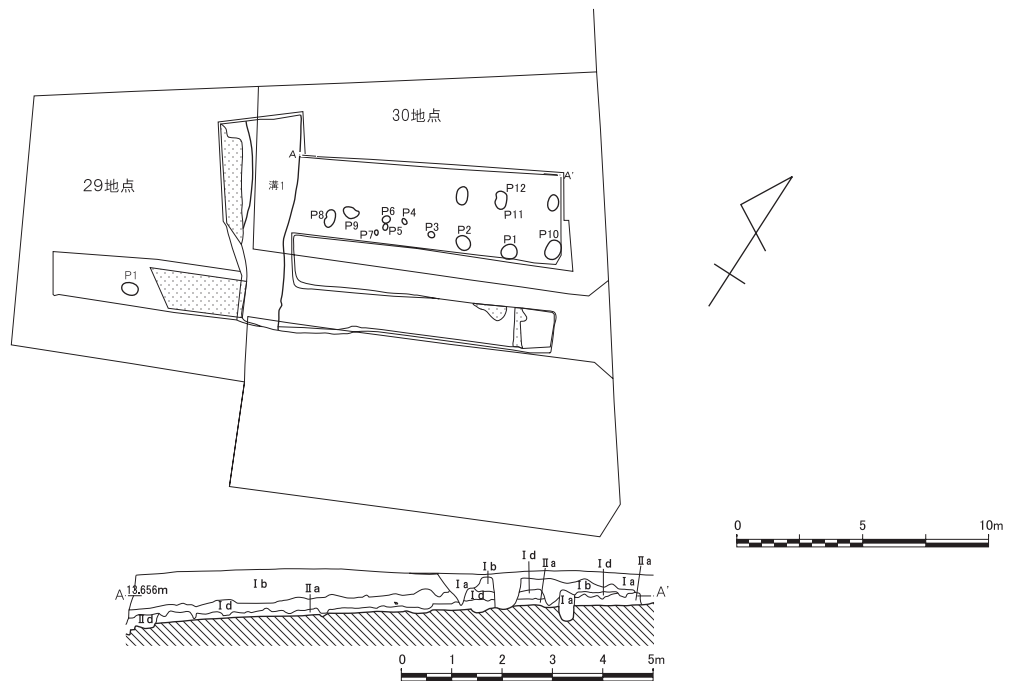 30地点
29地点
A
A'
溝1
P12
P11
P8
P9
P6
P4
P7
P5
P3
P2
P1
P10
P1
0 5 10m
Ⅰb Ⅰd Ⅱa Ⅰd Ⅱa
Ⅰb Ⅱa Ⅰa Ⅰb Ⅰa
A 13.656m Ⅰd Ⅰd Ⅰa A'
Ⅱd
0 1 2 3 4 5m